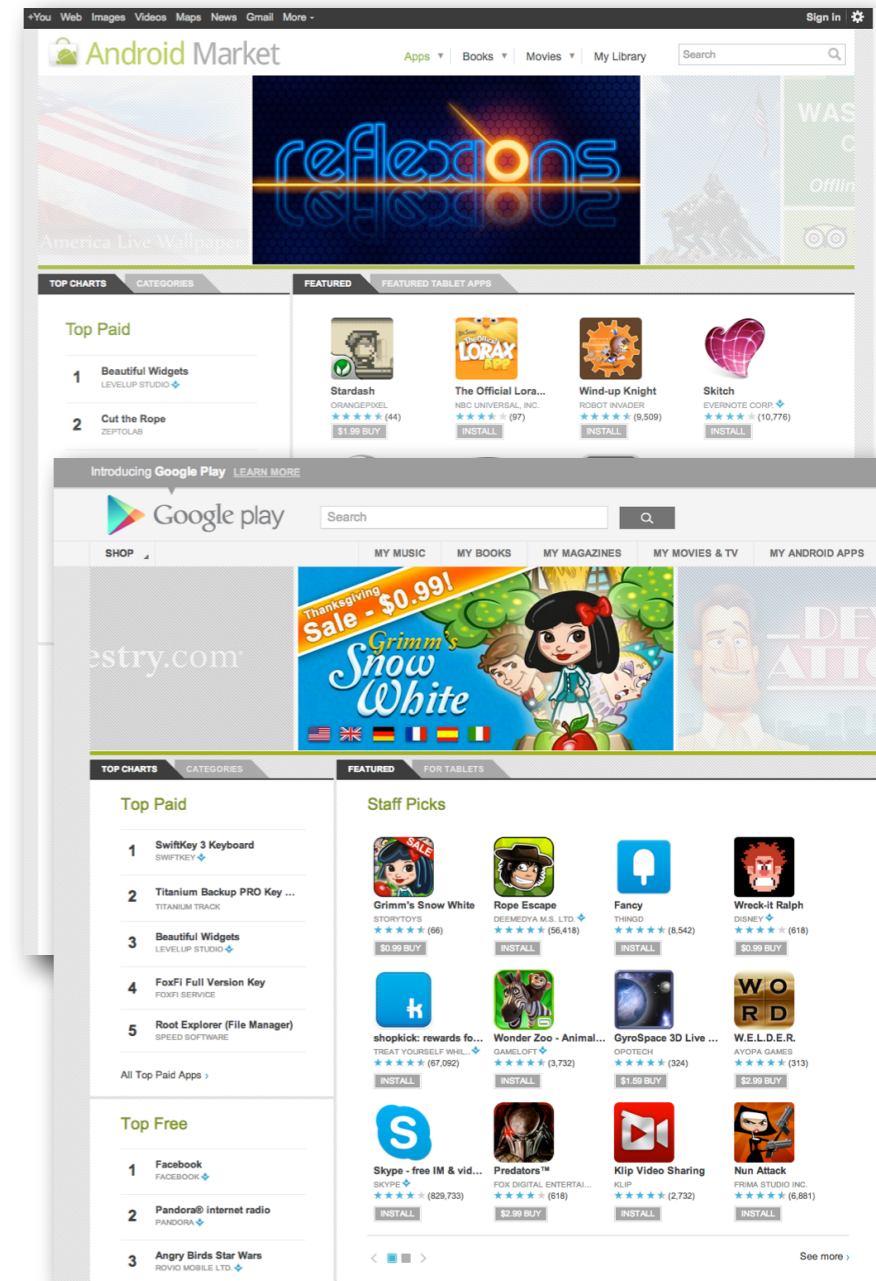 +You Web Images Videos Maps News Gmail More
Sign in
Android Market
Apps Books Movies My Library Search
America Live Wallpaper
reflexions
reflexions
WAS
C
Offlin
TOP CHARTS CATEGORIES
FEATURED FEATURED TABLET APPS
Top Paid
1 Beautiful Widgets
LEVELUP STUDIO
2 Cut the Rope
ZEPTOLAB
The Official
LORAX
APP
Stardash The Official Lora... Wind-up Knight Skitch
ORANGEPIXEL NBC UNIVERSAL, INC. ROBOT INVADER EVERNOTE CORP.
(44) (97) (9,509) (10,776)
$1.99 BUY INSTALL INSTALL INSTALL
Introducing Google Play LEARN MORE
Google play Search
SHOP MY MUSIC MY BOOKS MY MAGAZINES MY MOVIES & TV MY ANDROID APPS
estry.com
Thanksgiving
Sale - $0.99!
Grimm's
Snow
White
DEV
ATTO
TOP CHARTS CATEGORIES
FEATURED FOR TABLETS
Top Paid
1 SwiftKey 3 Keyboard
SWIFTKEY
2 Titanium Backup PRO Key ...
TITANIUM TRACK
3 Beautiful Widgets
LEVELUP STUDIO
4 FoxFi Full Version Key
FOXFI SERVICE
5 Root Explorer (File Manager)
SPEED SOFTWARE
All Top Paid Apps ›
Top Free
1 Facebook
FACEBOOK
2 Pandora® internet radio
PANDORA
3 Angry Birds Star Wars
ROVIO MOBILE LTD.
Staff Picks
SALE
Grimm's Snow White Rope Escape Fancy Wreck-it Ralph
STORYTOYS DEEMEDYA M.S. LTD. THINGD DISNEY
(66) (56,418) (8,542) (618)
$0.99 BUY INSTALL INSTALL $0.99 BUY
k
W O
R D
shopkick: rewards fo... Wonder Zoo - Animal... GyroSpace 3D Live ... W.E.L.D.E.R.
TREAT YOURSELF WHIL... GAMELOFT OPOTECH AYOPA GAMES
(67,092) (3,732) (324) (313)
INSTALL INSTALL $1.59 BUY $2.99 BUY
S
Skype - free IM & vid... Predators™ Klip Video Sharing Nun Attack
SKYPE FOX DIGITAL ENTERTAI... KLIP FRIMA STUDIO INC.
(829,733) (618) (2,732) (6,881)
INSTALL $2.99 BUY INSTALL INSTALL
See more ›